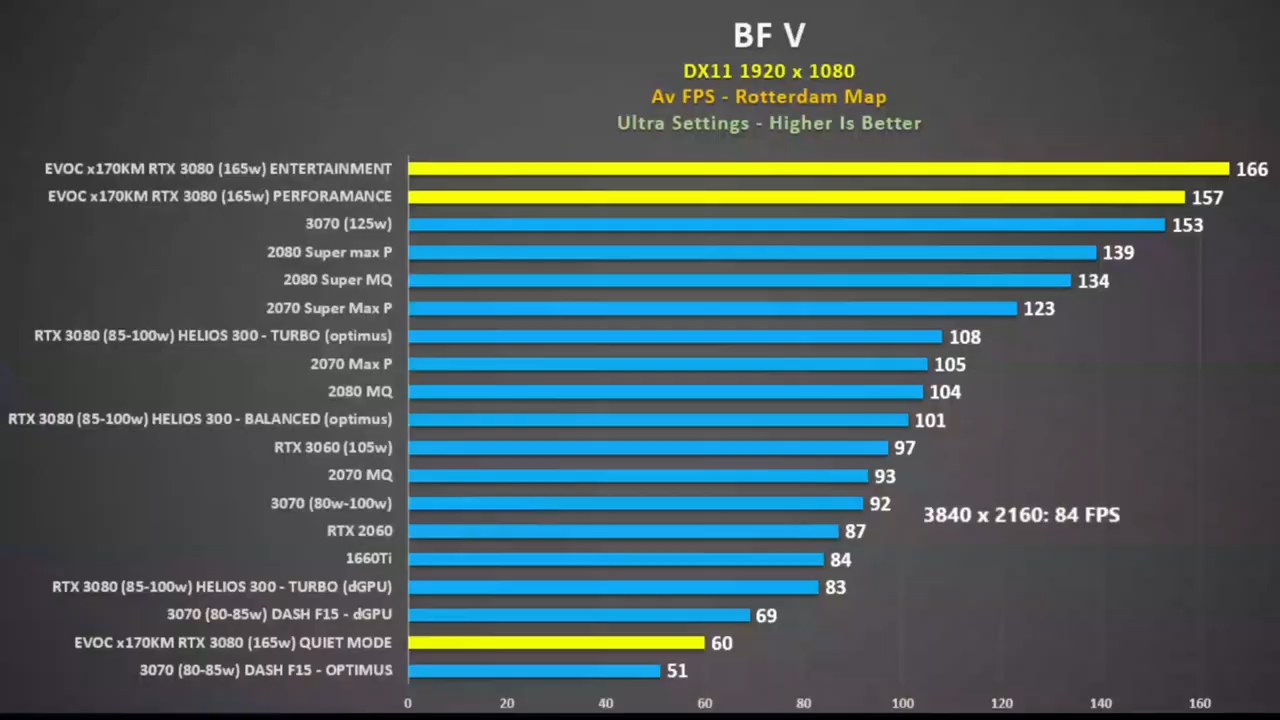 BF V
DX11 1920 x 1080
Av FPS - Rotterdam Map
Ultra Settings - Higher Is Better
EVOC x170KM RTX 3080 (165w) ENTERTAINMENT 166
EVOC x170KM RTX 3080 (165w) PERFORAMANCE 157
3070 (125w) 153
2080 Super max P 139
2080 Super MQ 134
2070 Super Max P 123
RTX 3080 (85-100w) HELIOS 300 - TURBO (optimus) 108
2070 Max P 105
2080 MQ 104
RTX 3080 (85-100w) HELIOS 300 - BALANCED (optimus) 101
RTX 3060 (105w) 97
2070 MQ 93
3070 (80w-100w) 92
3840 x 2160: 84 FPS
RTX 2060 87
1660Ti 84
RTX 3080 (85-100w) HELIOS 300 - TURBO (dGPU) 83
3070 (80-85w) DASH F15 - dGPU 69
EVOC x170KM RTX 3080 (165w) QUIET MODE 60
3070 (80-85w) DASH F15 - OPTIMUS 51
0 20 40 60 80 100 120 140 160